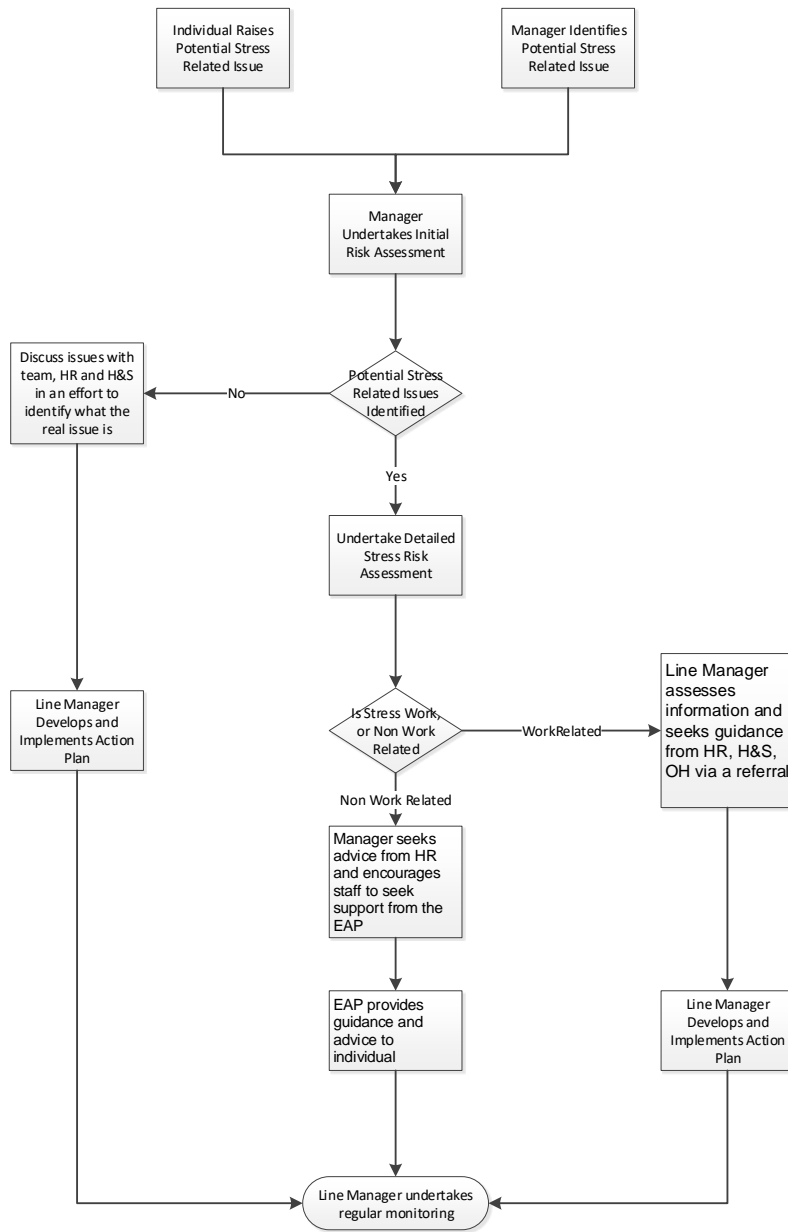 Individual Raises
Potential Stress
Related Issue
Manager Identifies
Potential Stress
Related Issue
Manager
Undertakes Initial
Risk Assessment
Discuss issues with
team, HR and H&S
in an effort to
identify what the
real issue is
No
Potential Stress
Related Issues
Identified
Yes
Undertake Detailed
Stress Risk
Assessment
Line Manager
Develops and
Implements Action
Plan
Is Stress Work,
or Non Work
Related
WorkRelated
Line Manager
assesses
information and
seeks guidance
from HR, H&S,
OH via a referral
Non Work Related
Manager seeks
advice from HR
and encourages
staff to seek
support from the
EAP
EAP provides
guidance and
advice to
individual
Line Manager
Develops and
Implements Action
Plan
Line Manager undertakes
regular monitoring